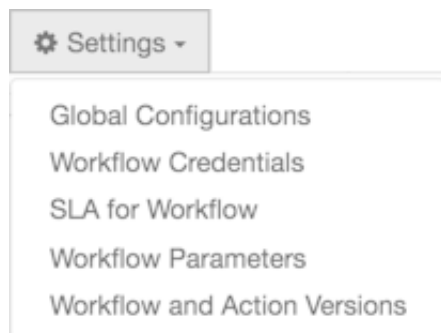 Settings
Global Configurations
Workflow Credentials
SLA for Workflow
Workflow Parameters
Workflow and Action Versions